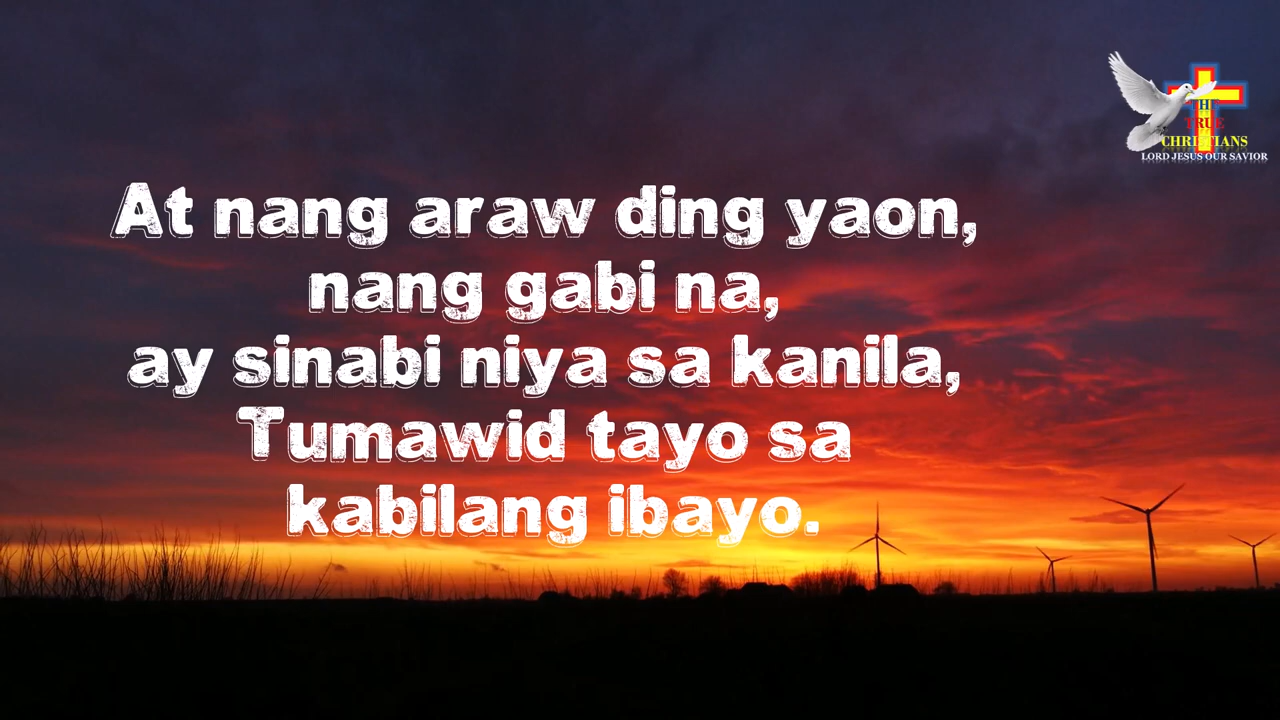 THE
TRUE
CHRISTIANS
LORD JESUS OUR SAVIOR
At nang araw ding yaon,
nang gabi na,
ay sinabi niya sa kanila,
Tumawid tayo sa
kabilang ibayo.